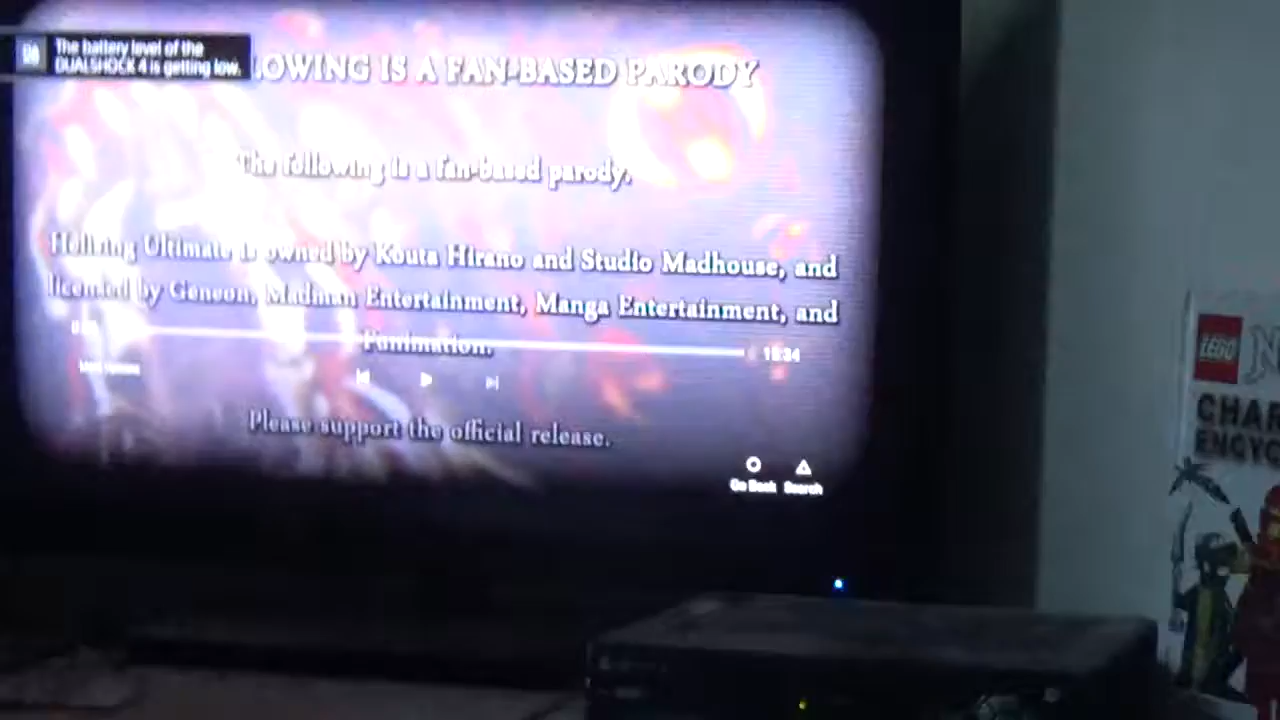 The battery level of the
DUALSHOCK 4 is getting low.
LOWING IS A FAN-BASED PARODY
The following is a fan-based parody.
Hellsing Ultimate is owned by Kouta Hirano and Studio Madhouse, and
licensed by Geneon, Madman Entertainment, Manga Entertainment, and
Funimation.
18:34
Please support the official release.
Go Back Search
LEGO N
CHAR
ENCYC